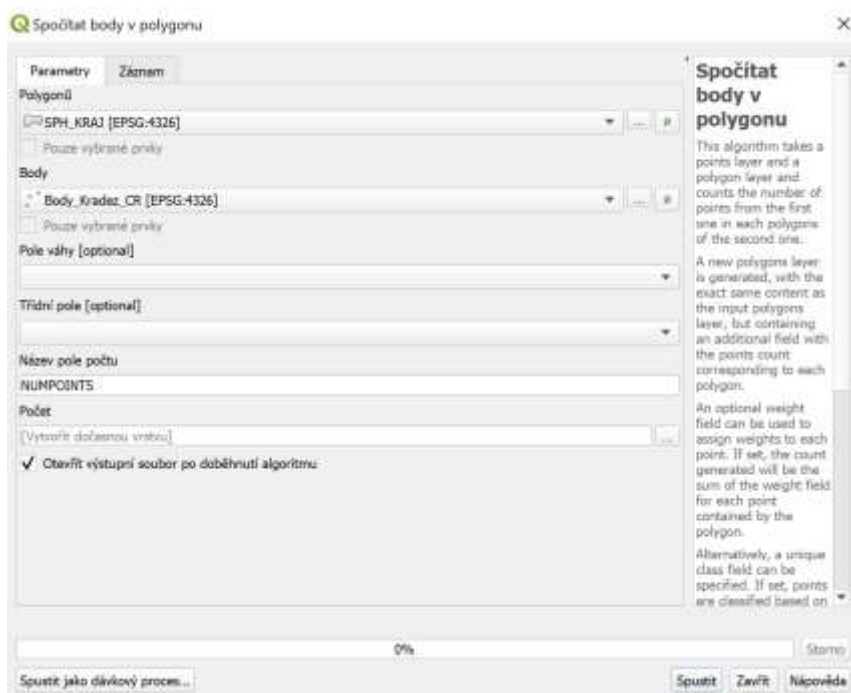 Spočítat body v polygonu
Parametry
Záznam
Polygonů
SPH_KRAJ [EPSG:4326]
...
Pouze vybrané prvky
Body
Body_Kradez_CR [EPSG:4326]
...
Pouze vybrané prvky
Pole váhy [optional]
Třídní pole [optional]
Název pole počtu
NUMPOINTS
Počet
[Vytvořit dočasnou vrstvu]
...
✓ Otevřít výstupní soubor po doběhnutí algoritmu
Spočítat
body v
polygonu
This algorithm takes a
points layer and a
polygon layer and
counts the number of
points from the first
one in each polygons
of the second one.
A new polygons layer
is generated, with the
exact same content as
the input polygons
layer, but containing
an additional field with
the points count
corresponding to each
polygon.
An optional weight
field can be used to
assign weights to each
point. If set, the count
generated will be the
sum of the weight field
for each point
contained by the
polygon.
Alternatively, a unique
class field can be
specified. If set, points
are classified based on
0%
Storno
Spustit jako dávkový proces...
Spustit
Zavřít
Nápověda